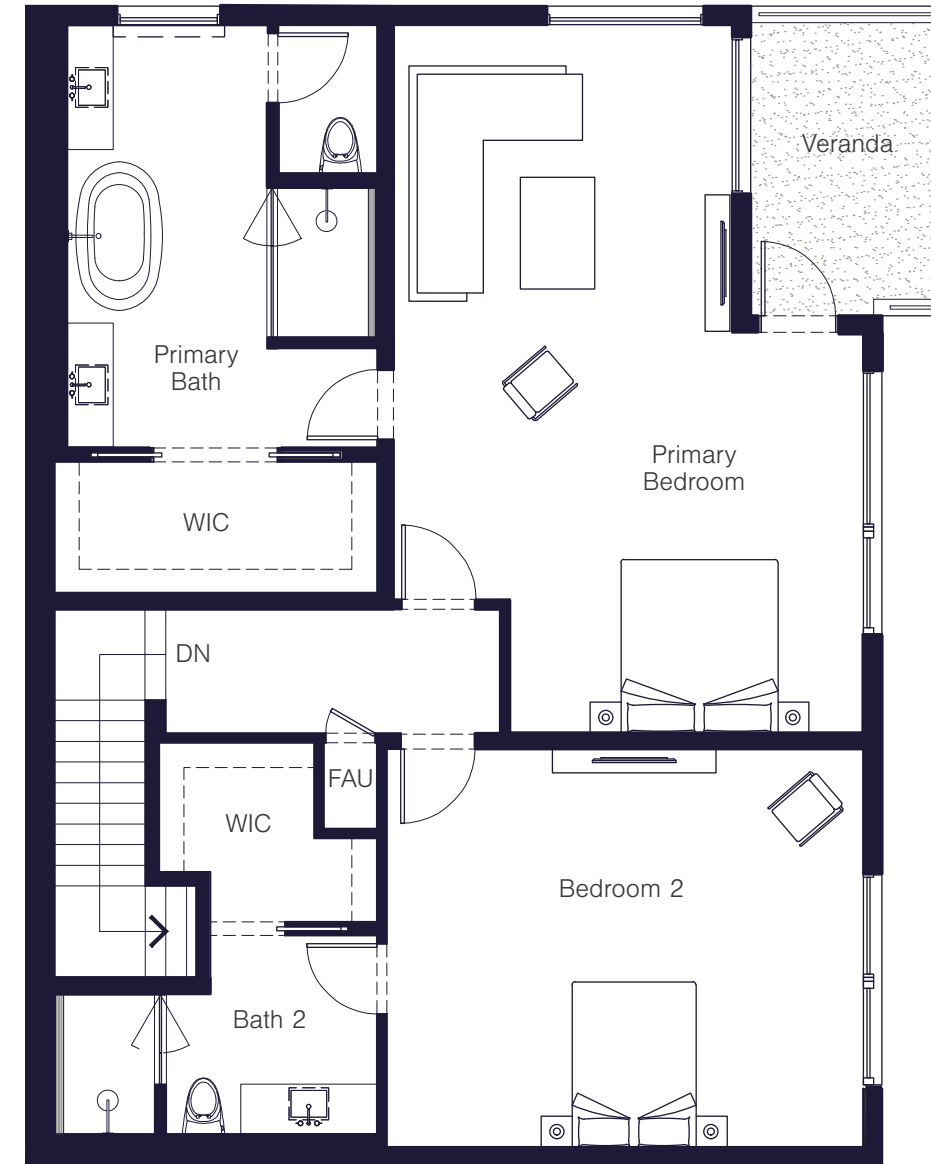 Veranda
Primary
Bath
Primary
Bedroom
WIC
DN
FAU
WIC
Bedroom 2
Bath 2